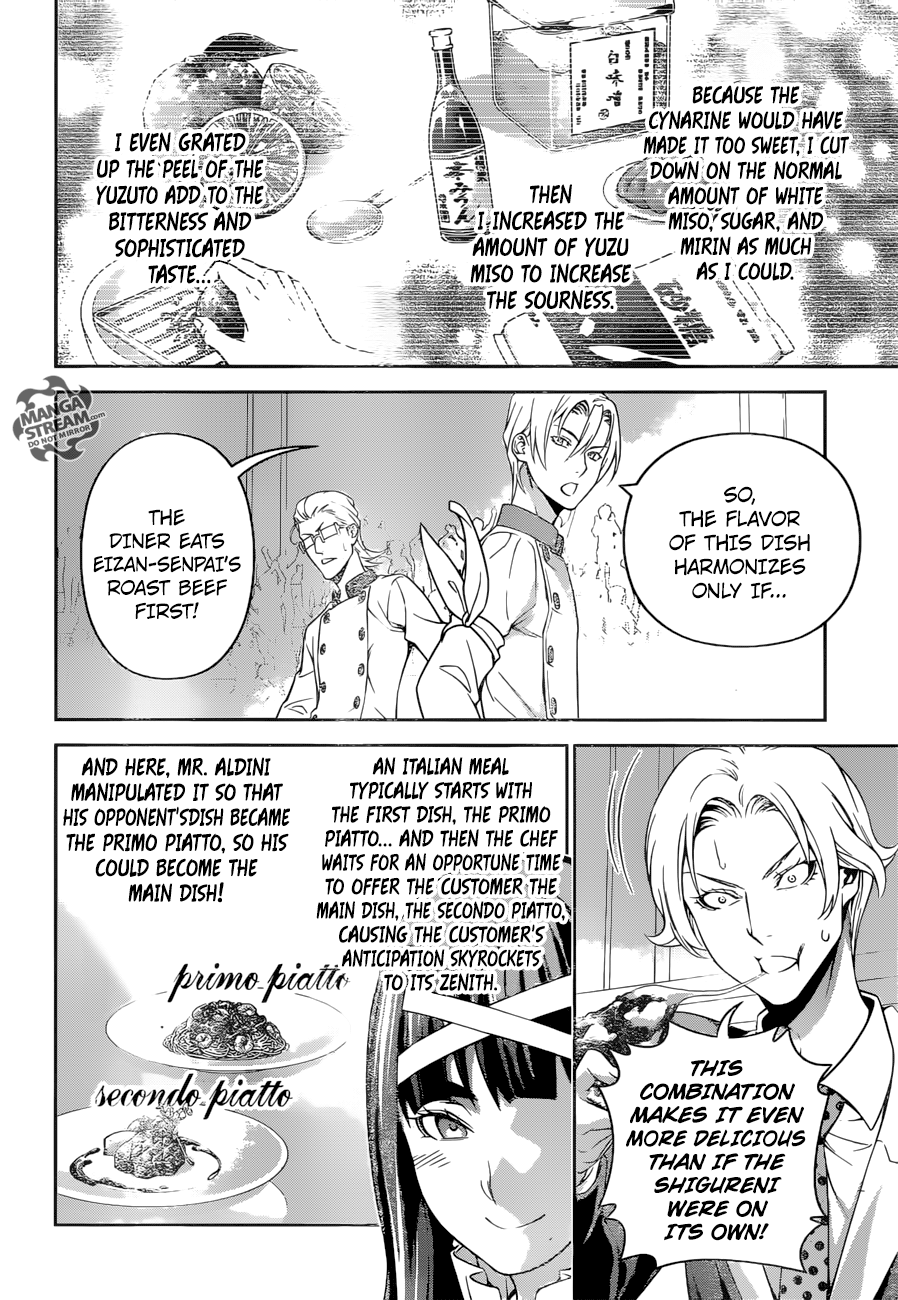 BECAUSE THE
CYNARINE WOULD HAVE
MADE IT TOO SWEET, I CUT
DOWN ON THE NORMAL
AMOUNT OF WHITE
MISO, SUGAR, AND
MIRIN AS MUCH
AS I COULD.
THEN
I INCREASED THE
AMOUNT OF YUZU
MISO TO INCREASE
THE SOURNESS.
I EVEN GRATED
UP THE PEEL OF THE
YUZUTO ADD TO THE
BITTERNESS AND
SOPHISTICATED
TASTE...
白味噌
砂糖
MANGA
STREAM.com
DO NOT MIRROR
SO,
THE FLAVOR
OF THIS DISH
HARMONIZES
ONLY IF...
THE
DINER EATS
EIZAN-SENPAI'S
ROAST BEEF
FIRST!
THIS
COMBINATION
MAKES IT EVEN
MORE DELICIOUS
THAN IF THE
SHIGURENI
WERE ON
ITS OWN!
AN ITALIAN MEAL
TYPICALLY STARTS WITH
THE FIRST DISH, THE PRIMO
PIATTO... AND THEN THE CHEF
WAITS FOR AN OPPORTUNE TIME
TO OFFER THE CUSTOMER THE
MAIN DISH, THE SECONDO PIATTO,
CAUSING THE CUSTOMER'S
ANTICIPATION SKYROCKETS
TO ITS ZENITH.
AND HERE, MR. ALDINI
MANIPULATED IT SO THAT
HIS OPPONENT'SDISH BECAME
THE PRIMO PIATTO, SO HIS
COULD BECOME THE
MAIN DISH!
primo piatto
secondo piatto